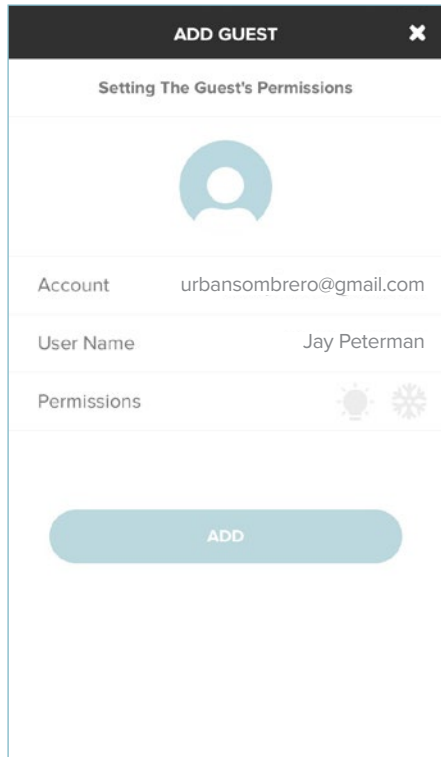 ADD GUEST
Setting The Guest's Permissions
Account urbansombrero@gmail.com
User Name Jay Peterman
Permissions
ADD